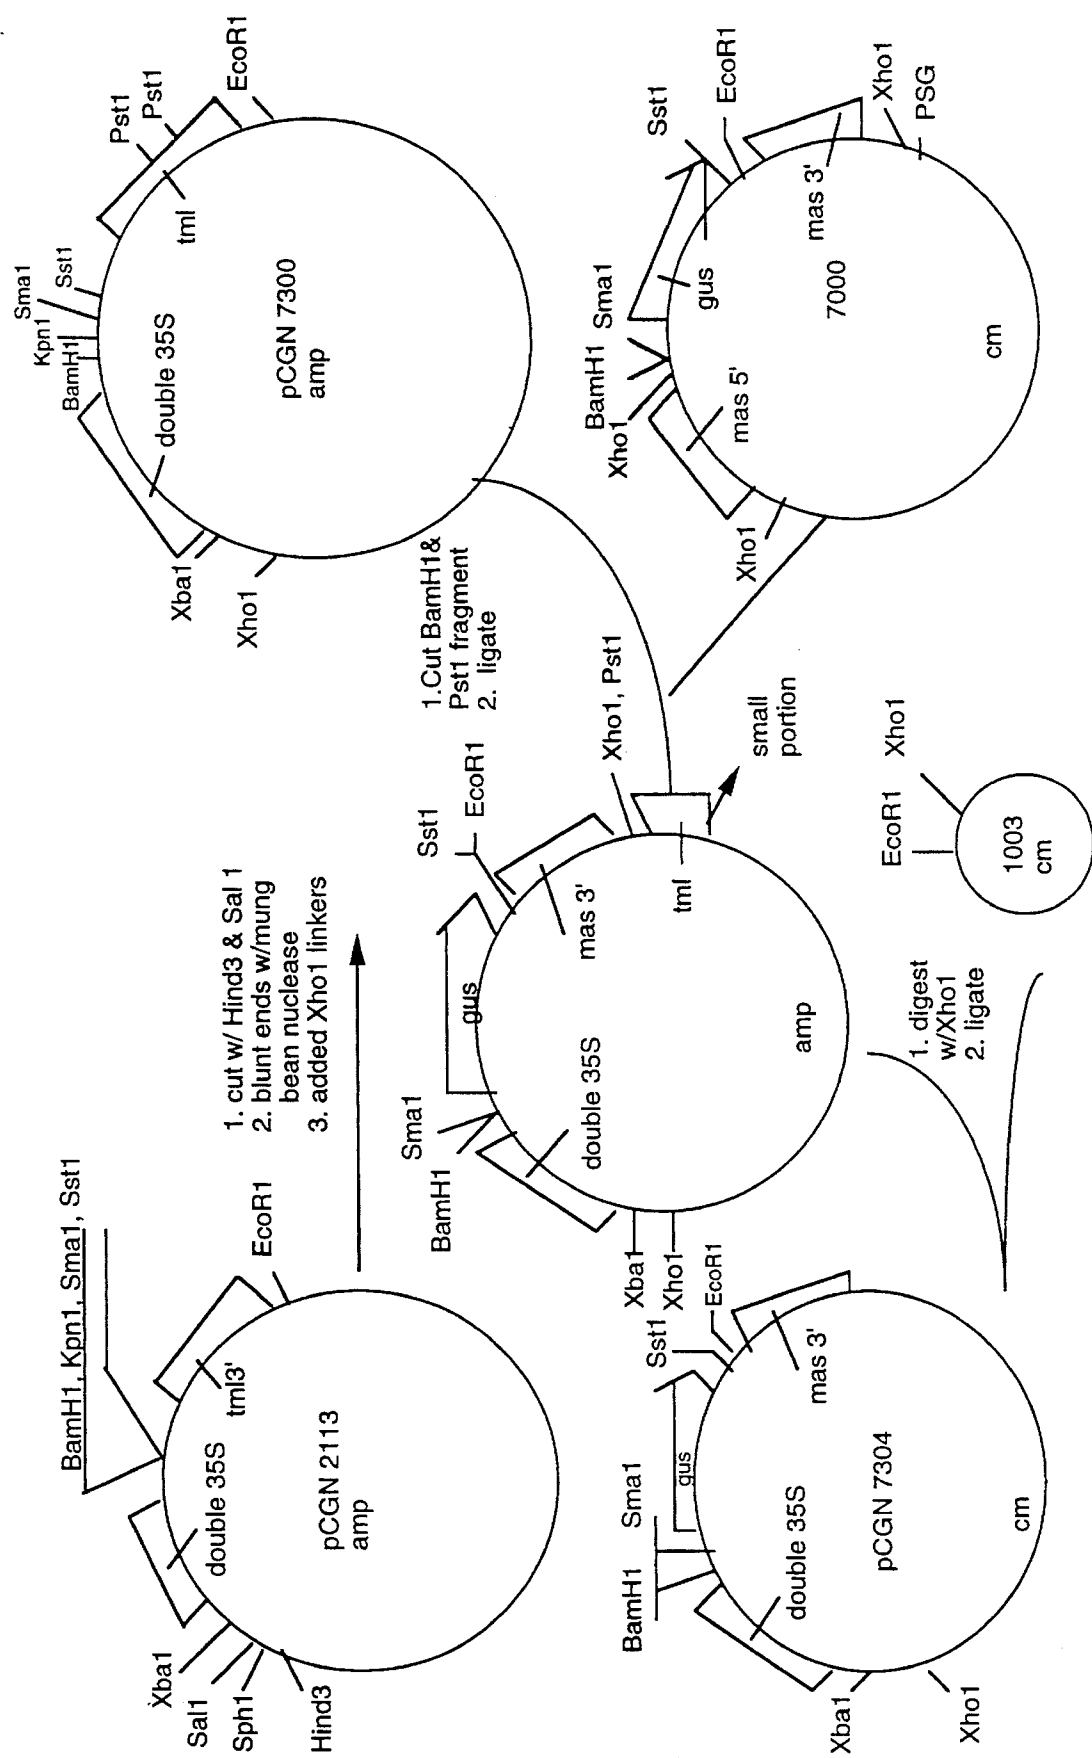 BamH1, Kpn1, Sma1, Sst1
EcoR1
tml3'
double 35S
pCGN 2113
amp
Xba1
Sal1
Sph1
Hind3
1. cut w/ Hind3 & Sal 1
2. blunt ends w/mung
bean nuclease
3. added Xho1 linkers
Pst1
Pst1
EcoR1
tml
Sst1
Sma1
Kpn1
BamH1
double 35S
pCGN 7300
amp
Xba1
Xho1
1.Cut BamH1&
Pst1 fragment
2. ligate
Sst1
EcoR1
gus
Sma1
BamH1
mas 3'
Xho1, Pst1
tml
small
portion
double 35S
amp
Xba1
Xho1
Sst1
EcoR1
Xho1
PSG
mas 3'
gus
Sma1
BamH1
Xho1
mas 5'
7000
cm
Xho1
EcoR1
Sst1
gus
Sma1
BamH1
mas 3'
double 35S
pCGN 7304
cm
Xba1
Xho1
1. digest
w/Xho1
2. ligate
EcoR1
Xho1
1003
cm